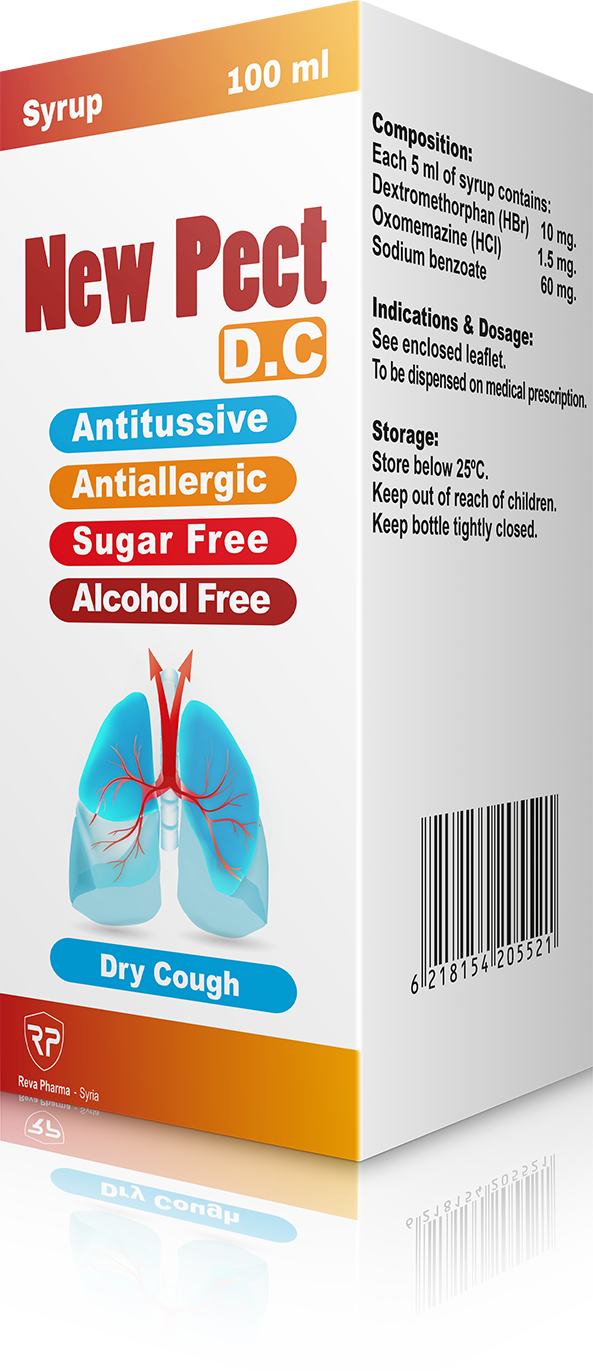 Syrup
100 ml
New Pect
D.C
Antitussive
Antiallergic
Sugar Free
Alcohol Free
Dry Cough
RP
Reva Pharma - Syria
Composition:
Each 5 ml of syrup contains:
Dextromethorphan (HBr) 10 mg.
Oxomemazine (HCl) 1.5 mg.
Sodium benzoate 60 mg.
Indications & Dosage:
See enclosed leaflet.
To be dispensed on medical prescription.
Storage:
Store below 25ºC.
Keep out of reach of children.
Keep bottle tightly closed.
6 218154 205521